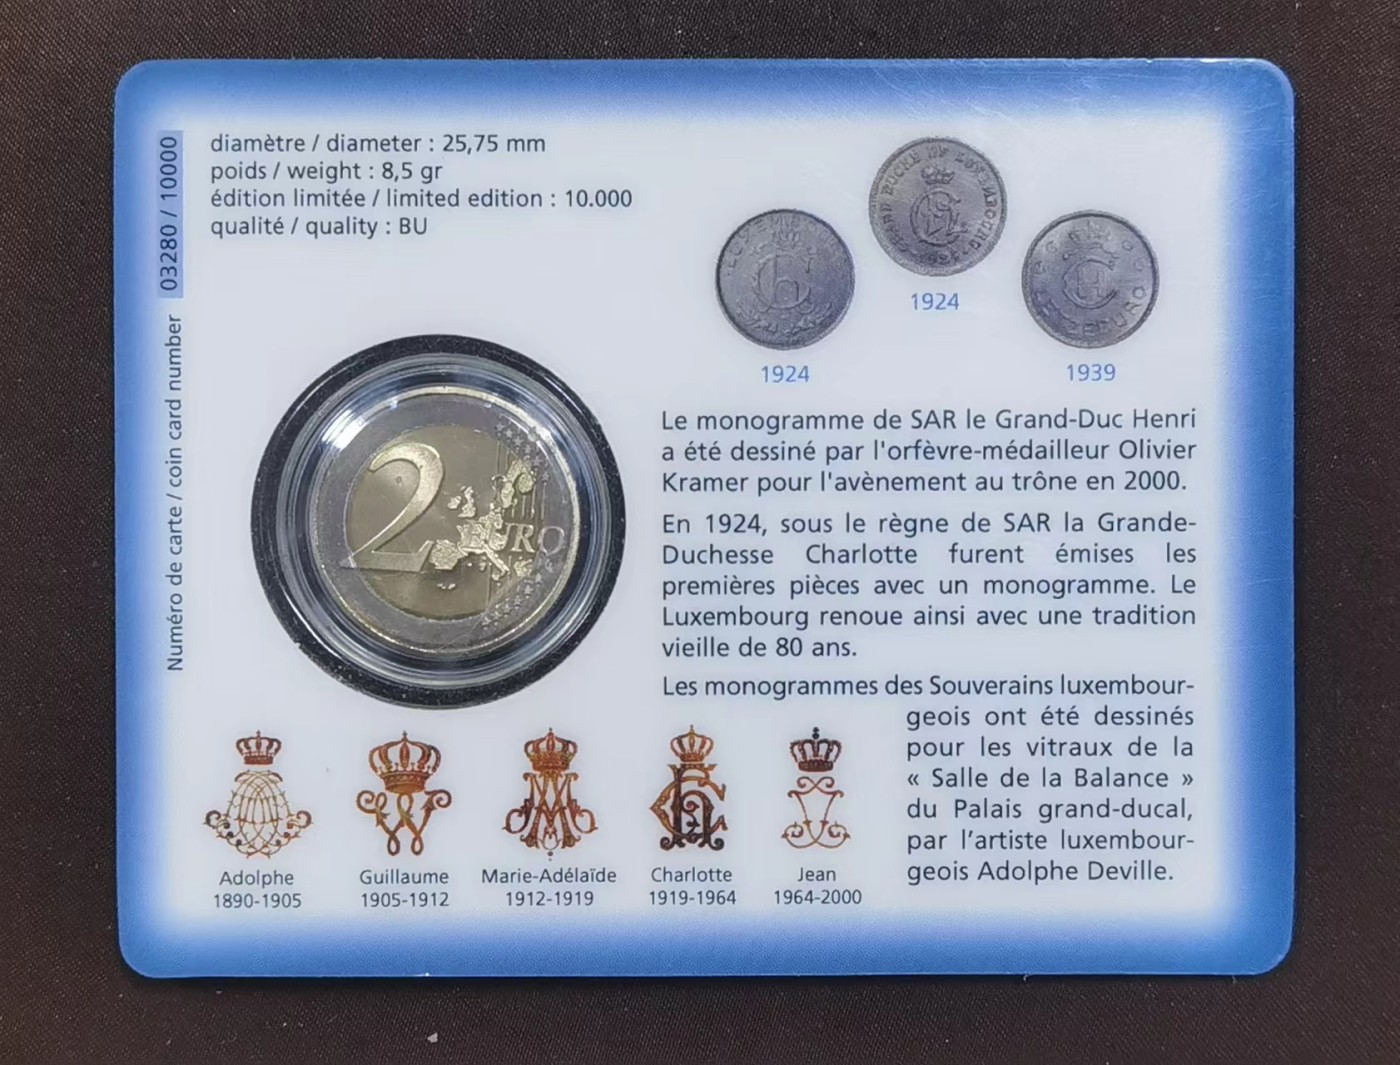 diamètre / diameter : 25,75 mm
poids / weight : 8,5 gr
édition limitée / limited edition : 10.000
qualité / quality : BU
Numéro de carte / coin card number 03280 / 10000
1924
1924
1939
2 EURO
Le monogramme de SAR le Grand-Duc Henri
a été dessiné par l'orfèvre-médailleur Olivier
Kramer pour l'avènement au trône en 2000.
En 1924, sous le règne de SAR la Grande-
Duchesse Charlotte furent émises les
premières pièces avec un monogramme. Le
Luxembourg renoue ainsi avec une tradition
vieille de 80 ans.
Les monogrammes des Souverains luxembour-
geois ont été dessinés
pour les vitraux de la
« Salle de la Balance »
du Palais grand-ducal,
par l’artiste luxembour-
geois Adolphe Deville.
Adolphe
1890-1905
Guillaume
1905-1912
Marie-Adélaïde
1912-1919
Charlotte
1919-1964
Jean
1964-2000